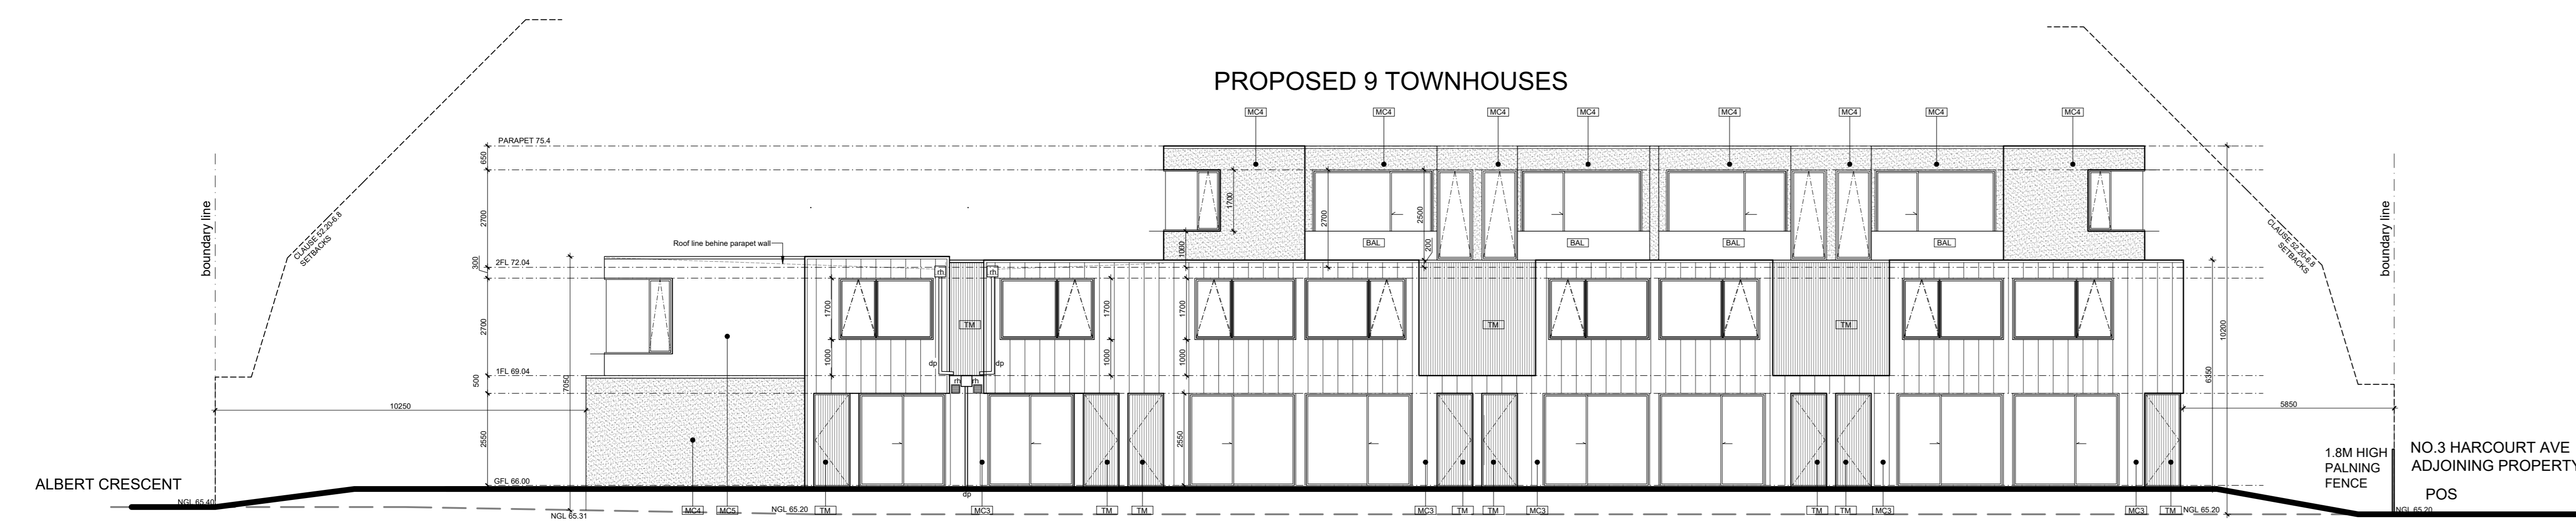 PROPOSED 9 TOWNHOUSES
MC4
MC4
MC4
MC4
MC4
MC4
MC4
MC4
PARAPET 75.4
650
2700
300
2FL 72.04
2700
500
1FL 69.04
7050
2550
GFL 66.00
boundary line
CLAUSE 52.20-6.8
SETBACKS
10250
ALBERT CRESCENT
NGL 65.40
NGL 65.31
Roof line behine parapet wall
rh
rh
TM
1700
1000
1700
1000
1700
1000
dp
dp
rh
rh
dp
2550
1700
1000
2700
2500
200
BAL
BAL
BAL
BAL
TM
TM
MC4
MC5
NGL 65.20
TM
MC3
TM
TM
MC3
TM
TM
MC3
TM
TM
MC3
MC3
TM
NGL 65.20
CLAUSE 52.20-6.8
SETBACKS
boundary line
10200
6350
5850
1.8M HIGH
PALNING
FENCE
NO.3 HARCOURT AVE
ADJOINING PROPERTY
POS
NGL 65.20